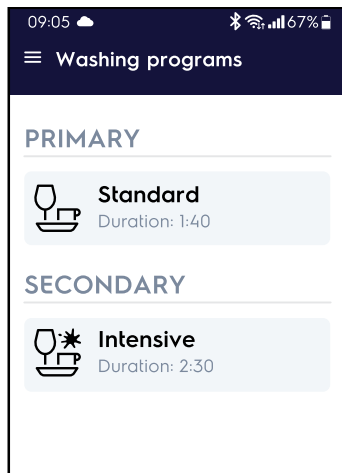 09:05 67%
Washing programs
PRIMARY
Standard
Duration: 1:40
SECONDARY
Intensive
Duration: 2:30